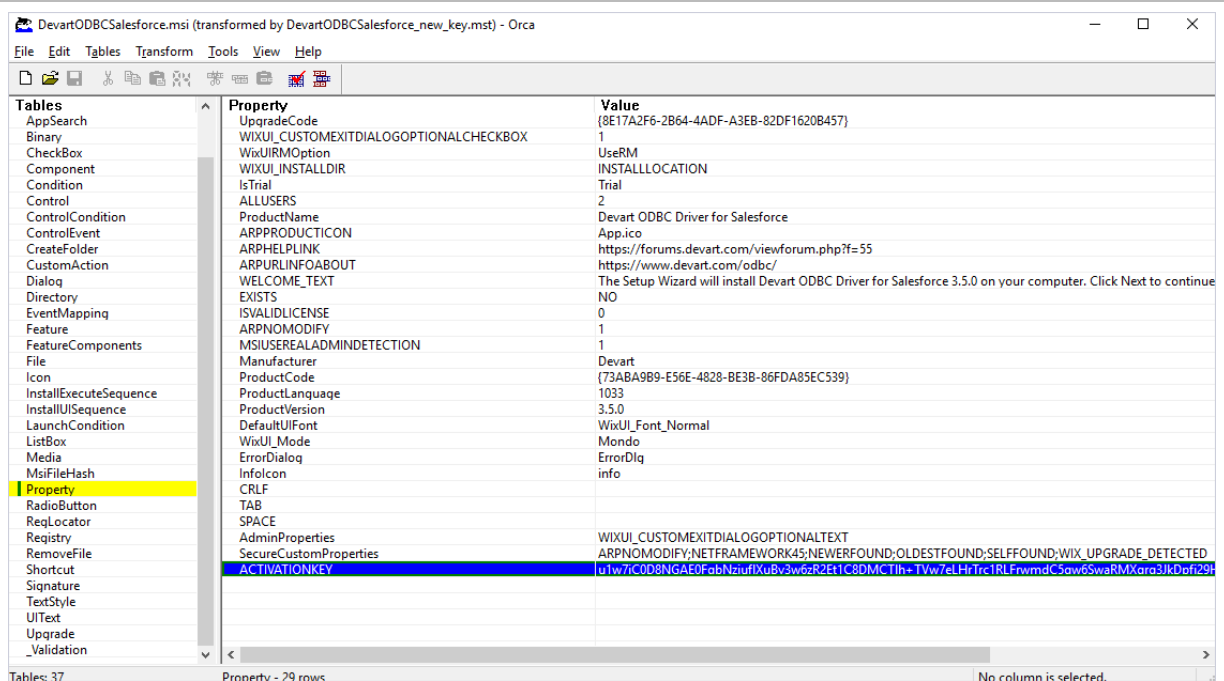 DevartODBCSalesforce.msi (transformed by DevartODBCSalesforce_new_key.mst) - Orca
File Edit Tables Transform Tools View Help
Tables Property Value
AppSearch UpgradeCode {8E17A2F6-2B64-4ADF-A3EB-82DF1620B457}
Binary WIXUI_CUSTOMEXITDIALOGOPTIONALCHECKBOX 1
CheckBox WixUIRMOption UseRM
Component WIXUI_INSTALLDIR INSTALLLOCATION
Condition IsTrial Trial
Control ALLUSERS 2
ControlCondition ProductName Devart ODBC Driver for Salesforce
ControlEvent ARPPRODUCTICON App.ico
CreateFolder ARPHELPLINK https://forums.devart.com/viewforum.php?f=55
CustomAction ARPURLINFOABOUT https://www.devart.com/odbc/
Dialog WELCOME_TEXT The Setup Wizard will install Devart ODBC Driver for Salesforce 3.5.0 on your computer. Click Next to continue
Directory EXISTS NO
EventMapping ISVALIDLICENSE 0
Feature ARPNOMODIFY 1
FeatureComponents MSIUSEREALADMINDETECTION 1
File Manufacturer Devart
Icon ProductCode {73ABA9B9-E56E-4828-BE3B-86FDA85EC539}
InstallExecuteSequence ProductLanguage 1033
InstallUISequence ProductVersion 3.5.0
LaunchCondition DefaultUIFont WixUI_Font_Normal
ListBox WixUI_Mode Mondo
Media ErrorDialog ErrorDlg
MsiFileHash InfoIcon info
Property CRLF
RadioButton TAB
RegLocator SPACE
Registry AdminProperties WIXUI_CUSTOMEXITDIALOGOPTIONALTEXT
RemoveFile SecureCustomProperties ARPNOMODIFY;NETFRAMEWORK45;NEWERFOUND;OLDESTFOUND;SELFFOUND;WIX_UPGRADE_DETECTED
Shortcut ACTIVATIONKEY
Signature
TextStyle
UIText
Upgrade
_Validation
Tables: 37 Property - 29 rows No column is selected.